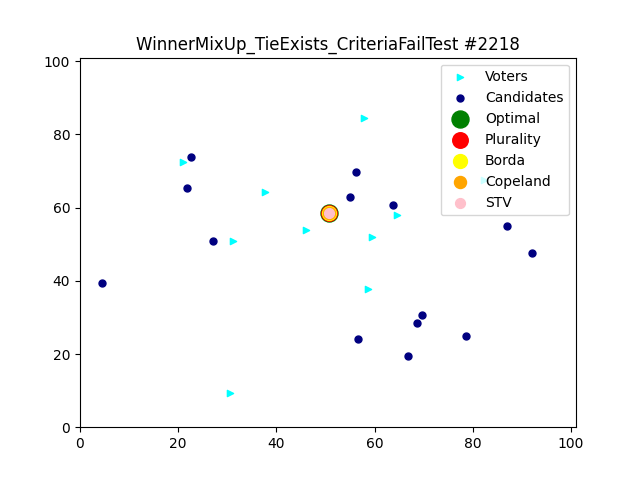 WinnerMixUp_TieExists_CriteriaFailTest #2218
100
80
60
40
20
0
0 20 40 60 80 100
Voters
Candidates
Optimal
Plurality
Borda
Copeland
STV